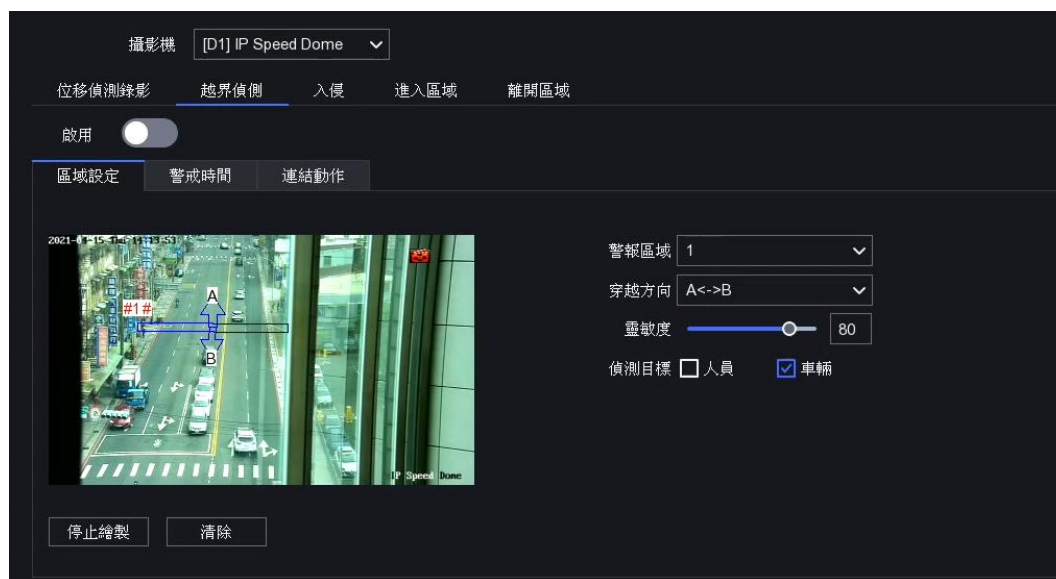 攝影機 [D1] IP Speed Dome
位移偵測錄影 越界偵側 入侵 進入區域 離開區域
啟用
區域設定 警戒時間 連結動作
警報區域 1
穿越方向 A<->B
靈敏度 80
偵測目標 人員 車輛
#1#
A
B
IP Speed Dome
停止繪製 清除